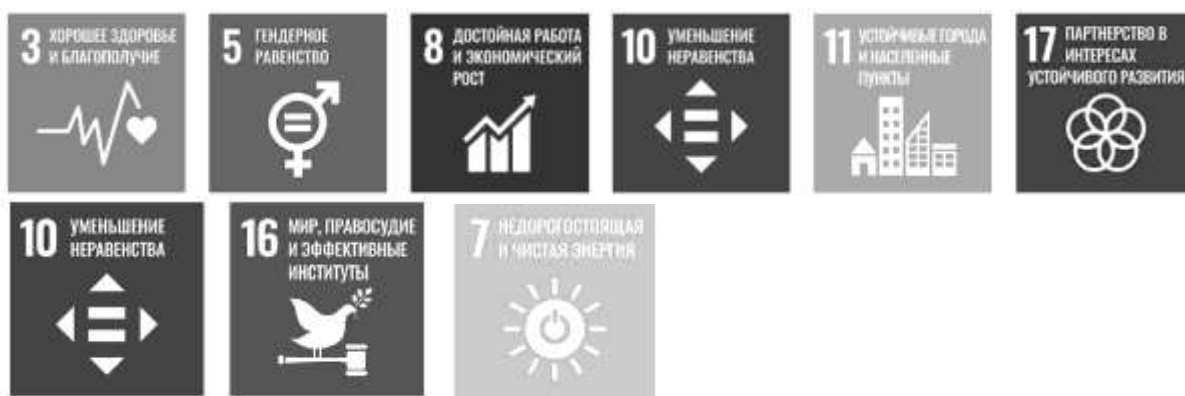 3 ХОРОШЕЕ ЗДОРОВЬЕ
И БЛАГОПОЛУЧИЕ
5 ГЕНДЕРНОЕ
РАВЕНСТВО
8 ДОСТОЙНАЯ РАБОТА
И ЭКОНОМИЧЕСКИЙ
РОСТ
10 УМЕНЬШЕНИЕ
НЕРАВЕНСТВА
11 УСТОЙЧИВЫЕ ГОРОДА
И НАСЕЛЕННЫЕ
ПУНКТЫ
17 ПАРТНЕРСТВО В
ИНТЕРЕСАХ
УСТОЙЧИВОГО РАЗВИТИЯ
10 УМЕНЬШЕНИЕ
НЕРАВЕНСТВА
16 МИР, ПРАВОСУДИЕ
И ЭФФЕКТИВНЫЕ
ИНСТИТУТЫ
7 НЕДОРОГОСТОЯЩАЯ
И ЧИСТАЯ ЭНЕРГИЯ